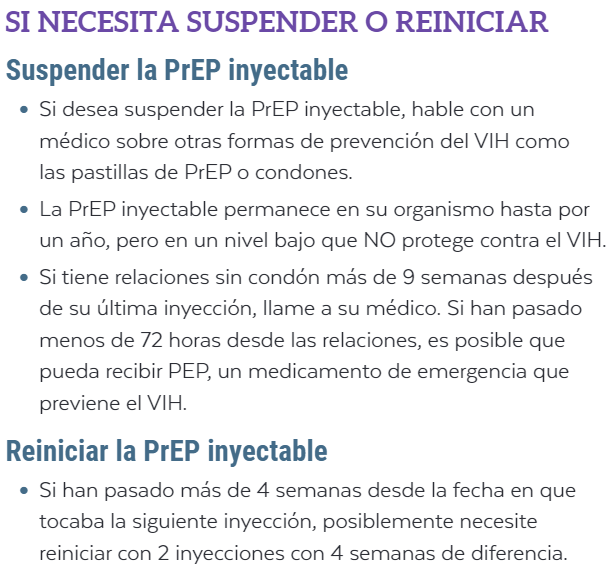 SI NECESITA SUSPENDER O REINICIAR
Suspender la PrEP inyectable
• Si desea suspender la PrEP inyectable, hable con un
médico sobre otras formas de prevención del VIH como
las pastillas de PrEP o condones.
• La PrEP inyectable permanece en su organismo hasta por
un año, pero en un nivel bajo que NO protege contra el VIH.
• Si tiene relaciones sin condón más de 9 semanas después
de su última inyección, llame a su médico. Si han pasado
menos de 72 horas desde las relaciones, es posible que
pueda recibir PEP, un medicamento de emergencia que
previene el VIH.
Reiniciar la PrEP inyectable
• Si han pasado más de 4 semanas desde la fecha en que
tocaba la siguiente inyección, posiblemente necesite
reiniciar con 2 inyecciones con 4 semanas de diferencia.